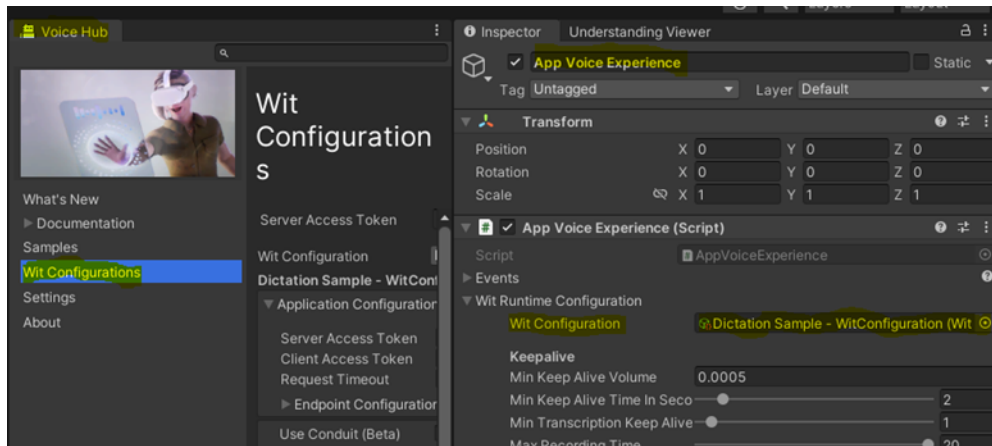 Voice Hub
Wit
Configuration
s
What's New
Documentation
Samples
Wit Configurations
Settings
About
Server Access Token
Wit Configuration
Dictation Sample - WitConf
Application Configuration
Server Access Token
Client Access Token
Request Timeout
Endpoint Configuration
Use Conduit (Beta)
Inspector Understanding Viewer
App Voice Experience Static
Tag Untagged Layer Default
Transform
Position X 0 Y 0 Z 0
Rotation X 0 Y 0 Z 0
Scale X 1 Y 1 Z 1
# App Voice Experience (Script)
Script AppVoiceExperience
Events
Wit Runtime Configuration
Wit Configuration Dictation Sample - WitConfiguration (Wit
Keepalive
Min Keep Alive Volume 0.0005
Min Keep Alive Time In Seco 2
Min Transcription Keep Alive 1
Max Recording Time 20